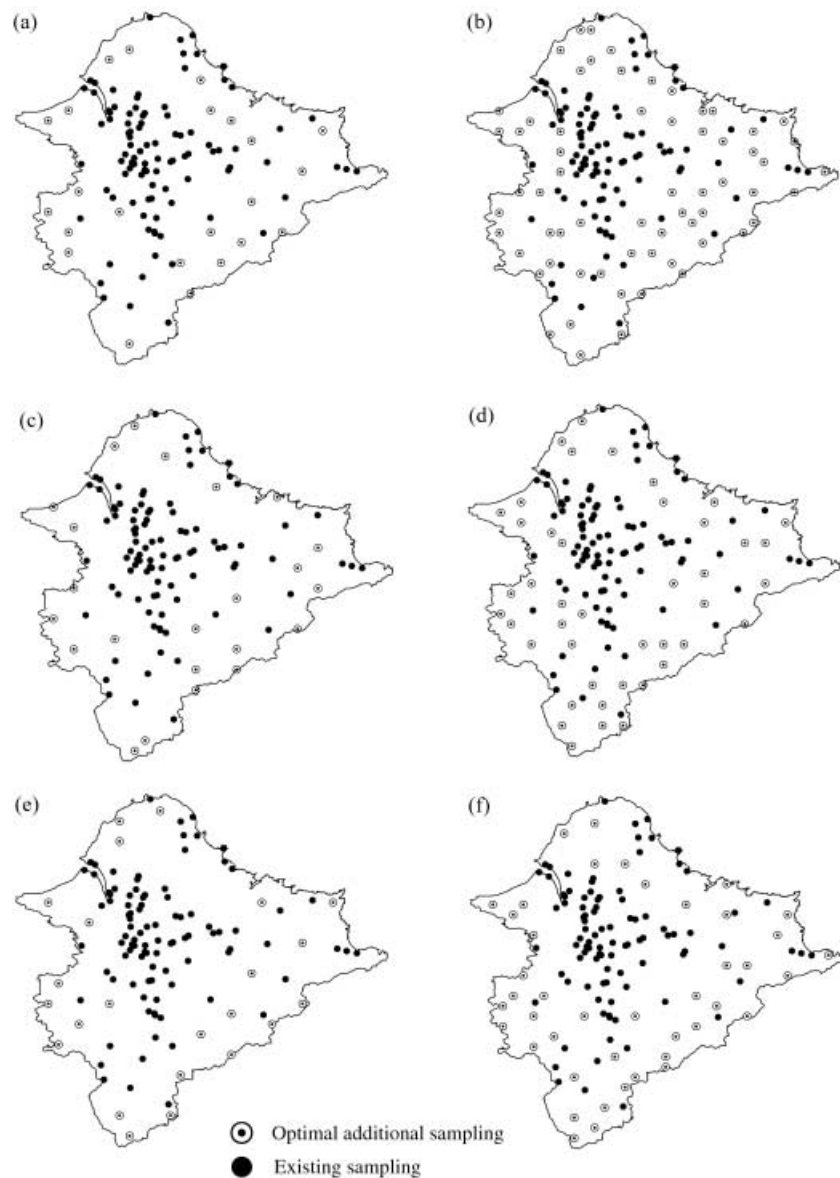 (a)
(b)
(c)
(d)
(e)
(f)
Optimal additional sampling
Existing sampling